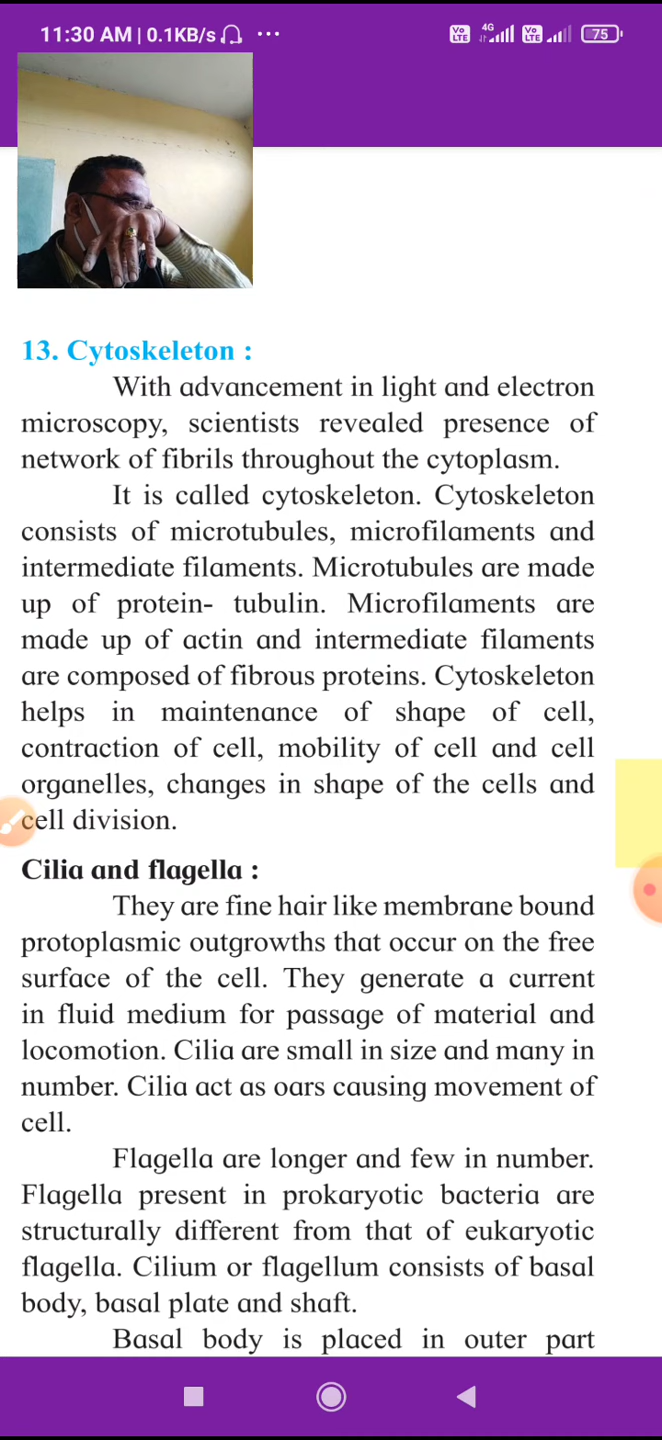 11:30 AM | 0.1KB/s
Vo LTE 4G Vo LTE 75
13. Cytoskeleton :
With advancement in light and electron
microscopy, scientists revealed presence of
network of fibrils throughout the cytoplasm.
It is called cytoskeleton. Cytoskeleton
consists of microtubules, microfilaments and
intermediate filaments. Microtubules are made
up of protein- tubulin. Microfilaments are
made up of actin and intermediate filaments
are composed of fibrous proteins. Cytoskeleton
helps in maintenance of shape of cell,
contraction of cell, mobility of cell and cell
organelles, changes in shape of the cells and
cell division.
Cilia and flagella :
They are fine hair like membrane bound
protoplasmic outgrowths that occur on the free
surface of the cell. They generate a current
in fluid medium for passage of material and
locomotion. Cilia are small in size and many in
number. Cilia act as oars causing movement of
cell.
Flagella are longer and few in number.
Flagella present in prokaryotic bacteria are
structurally different from that of eukaryotic
flagella. Cilium or flagellum consists of basal
body, basal plate and shaft.
Basal body is placed in outer part